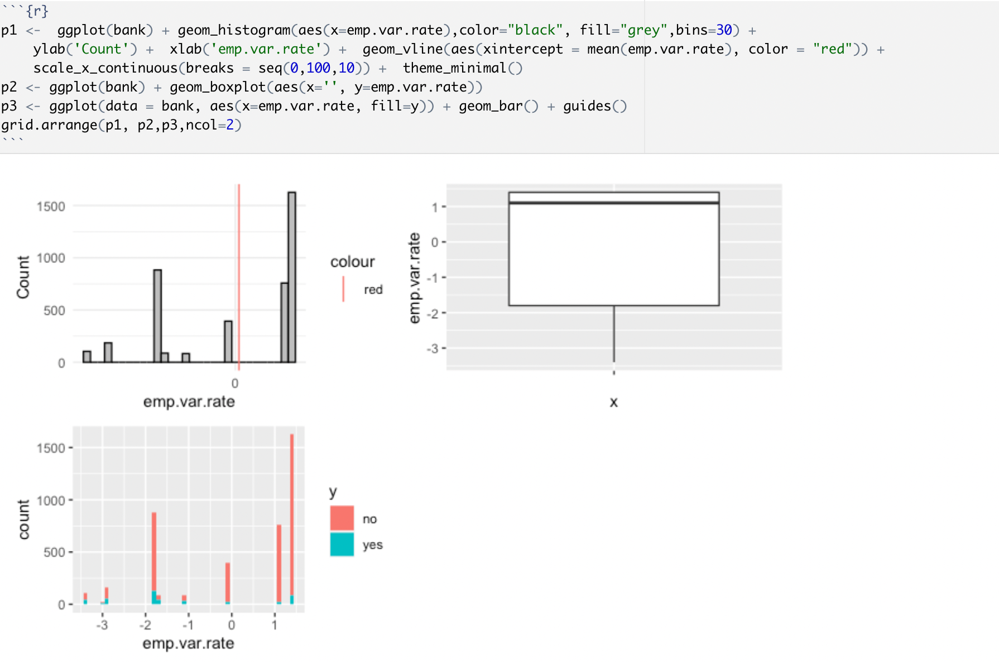 ```{r}
p1 <-  ggplot(bank) + geom_histogram(aes(x=emp.var.rate),color="black", fill="grey",bins=30) +
    ylab('Count') +  xlab('emp.var.rate') +  geom_vline(aes(xintercept = mean(emp.var.rate), color = "red")) +
    scale_x_continuous(breaks = seq(0,100,10)) +  theme_minimal()
p2 <- ggplot(bank) + geom_boxplot(aes(x='', y=emp.var.rate))
p3 <- ggplot(data = bank, aes(x=emp.var.rate, fill=y)) + geom_bar() + guides()
grid.arrange(p1, p2,p3,ncol=2)
```
1500
1000
500
0
Count
0
emp.var.rate
colour
red
1
0
-1
-2
-3
emp.var.rate
x
1500
1000
500
0
count
-3 -2 -1 0 1
emp.var.rate
y
no
yes